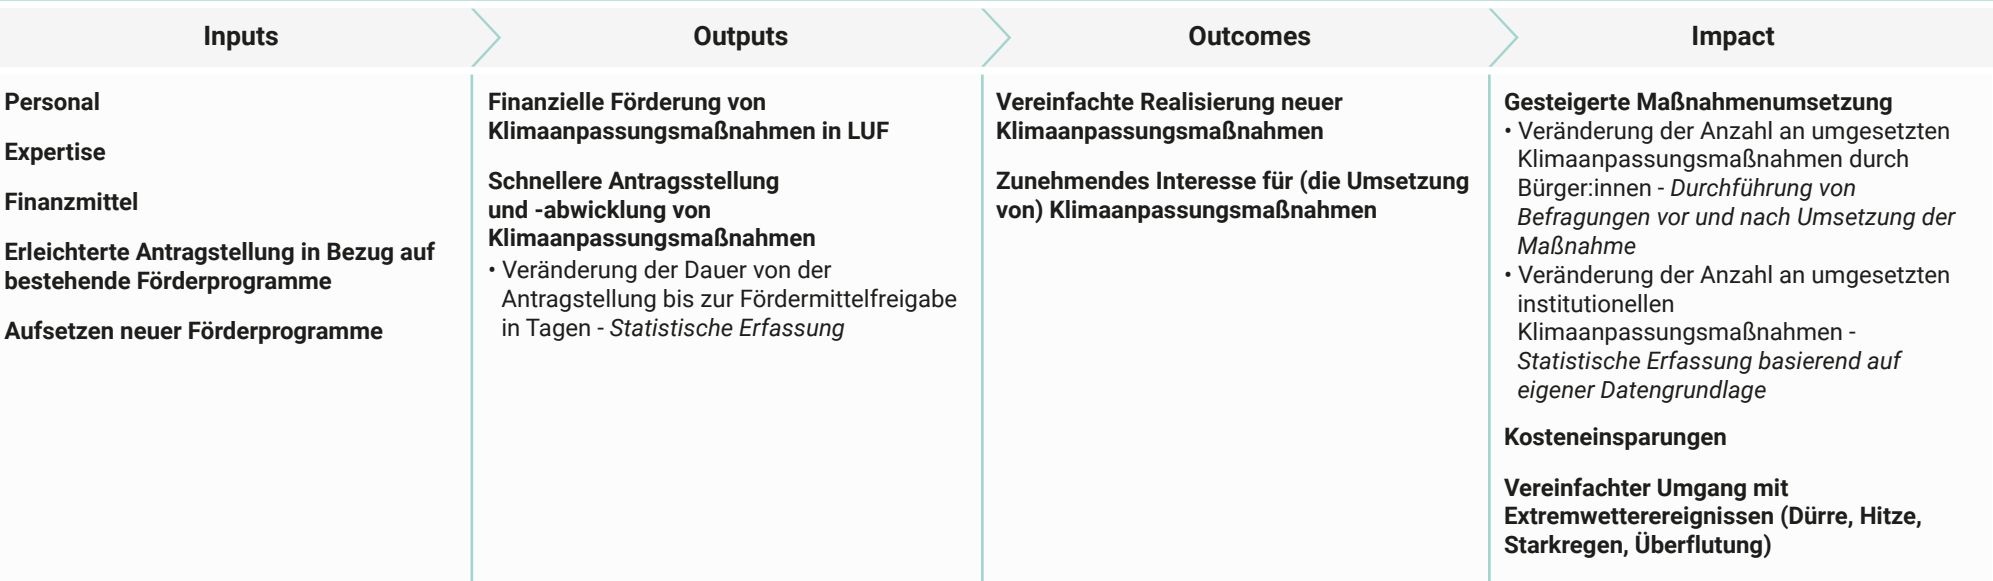 Inputs
Outputs
Outcomes
Impact
Personal
Expertise
Finanzmittel
Erleichterte Antragstellung in Bezug auf
bestehende Förderprogramme
Aufsetzen neuer Förderprogramme
Finanzielle Förderung von
Klimaanpassungsmaßnahmen in LUF
Schnellere Antragsstellung
und -abwicklung von
Klimaanpassungsmaßnahmen
• Veränderung der Dauer von der
Antragstellung bis zur Fördermittelfreigabe
in Tagen - Statistische Erfassung
Vereinfachte Realisierung neuer
Klimaanpassungsmaßnahmen
Zunehmendes Interesse für (die Umsetzung
von) Klimaanpassungsmaßnahmen
Gesteigerte Maßnahmenumsetzung
• Veränderung der Anzahl an umgesetzten
Klimaanpassungsmaßnahmen durch
Bürger:innen - Durchführung von
Befragungen vor und nach Umsetzung der
Maßnahme
• Veränderung der Anzahl an umgesetzten
institutionellen
Klimaanpassungsmaßnahmen -
Statistische Erfassung basierend auf
eigener Datengrundlage
Kosteneinsparungen
Vereinfachter Umgang mit
Extremwetterereignissen (Dürre, Hitze,
Starkregen, Überflutung)